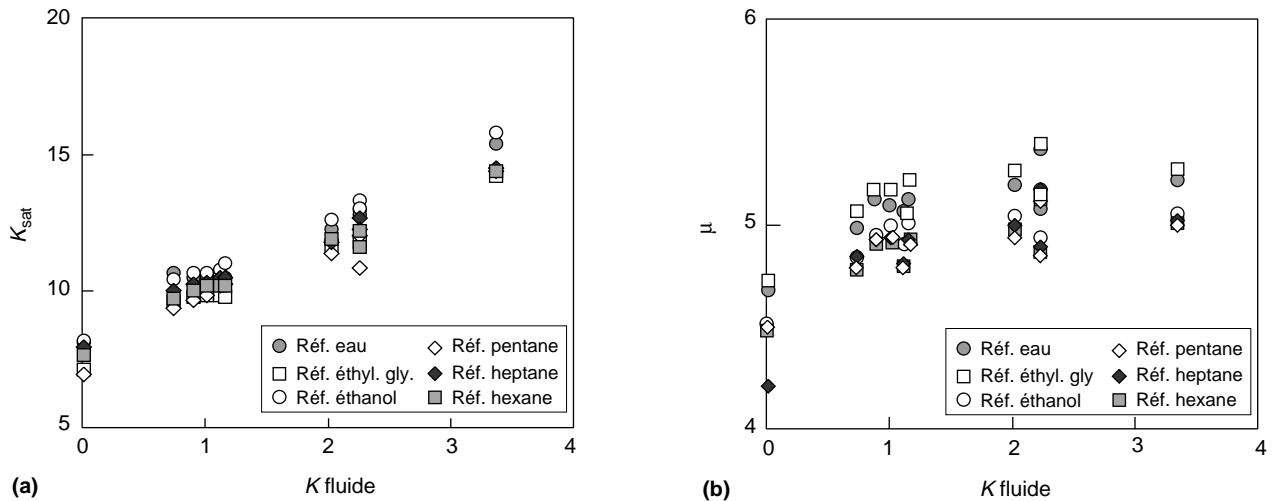 20
15
10
5
K_sat
0 1 2 3 4
K fluide
(a)
Réf. eau
Réf. éthyl. gly.
Réf. éthanol
Réf. pentane
Réf. heptane
Réf. hexane
6
5
4
μ
0 1 2 3 4
K fluide
(b)
Réf. eau
Réf. éthyl. gly
Réf. éthanol
Réf. pentane
Réf. heptane
Réf. hexane